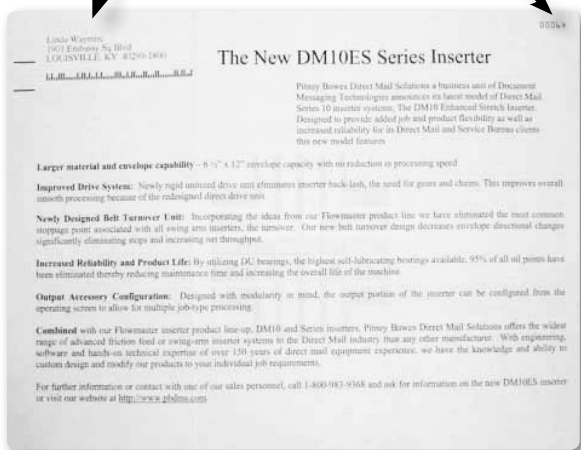 00064
Linda Waymire
1901 Embassy Sq Blvd
LOUISVILLE, KY
The New DM10ES Series Inserter
Pitney Bowes Direct Mail Solutions a business unit of Document
Messaging Technologies announces its latest model of Direct Mail
Series 10 inserter systems, The DM10 Enhanced Stretch Inserter.
Designed to provide added job and product flexibility as well as
increased reliability for its Direct Mail and Service Bureau clients
this new model features
Larger material and envelope capability – 6 ½" x 12" envelope capacity with no reduction in processing speed
Improved Drive System: Newly rigid unitized drive unit eliminates inserter back-lash, the need for gears and chains. This improves overall
smooth processing because of the redesigned direct drive unit.
Newly Designed Belt Turnover Unit: Incorporating the ideas from our Flowmaster product line we have eliminated the most common
stoppage point associated with all swing arm inserters, the turnover. Our new belt turnover design decreases envelope directional changes
significantly eliminating stops and increasing net throughput.
Increased Reliability and Product Life: By utilizing DU bearings, the highest self-lubricating bearings available, 95% of all oil points have
been eliminated thereby reducing maintenance time and increasing the overall life of the machine.
Output Accessory Configuration: Designed with modularity in mind, the output portion of the inserter can be configured from the
operating screen to allow for multiple job-type processing.
Combined with our Flowmaster inserter product line-up, DM10 and Series inserters, Pitney Bowes Direct Mail Solutions offers the widest
range of advanced friction feed or swing-arm inserter systems to the Direct Mail industry than any other manufacturer. With engineering,
software and hands-on technical expertise of over 150 years of direct mail equipment experience, we have the knowledge and ability to
custom design and modify our products to your individual job requirements.
For further information or contact with one of our sales personnel, call 1-800-983-9368 and ask for information on the new DM10ES inserter
or visit our website at http://www.pbdms.com